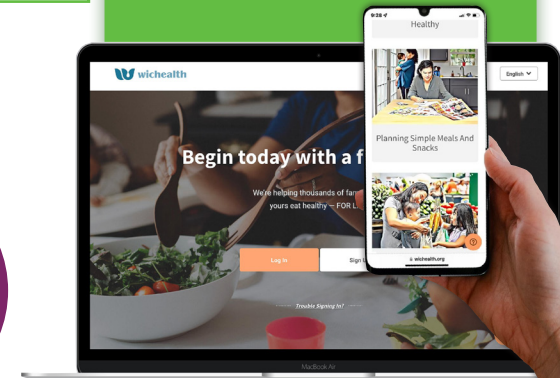 wichealth
English
Begin today with a f
We're helping thousands of fam
yours eat healthy — FOR L
Log In
Sign U
Trouble Signing In?
MacBook Air
9:28
Healthy
Planning Simple Meals And
Snacks
wichealth.org